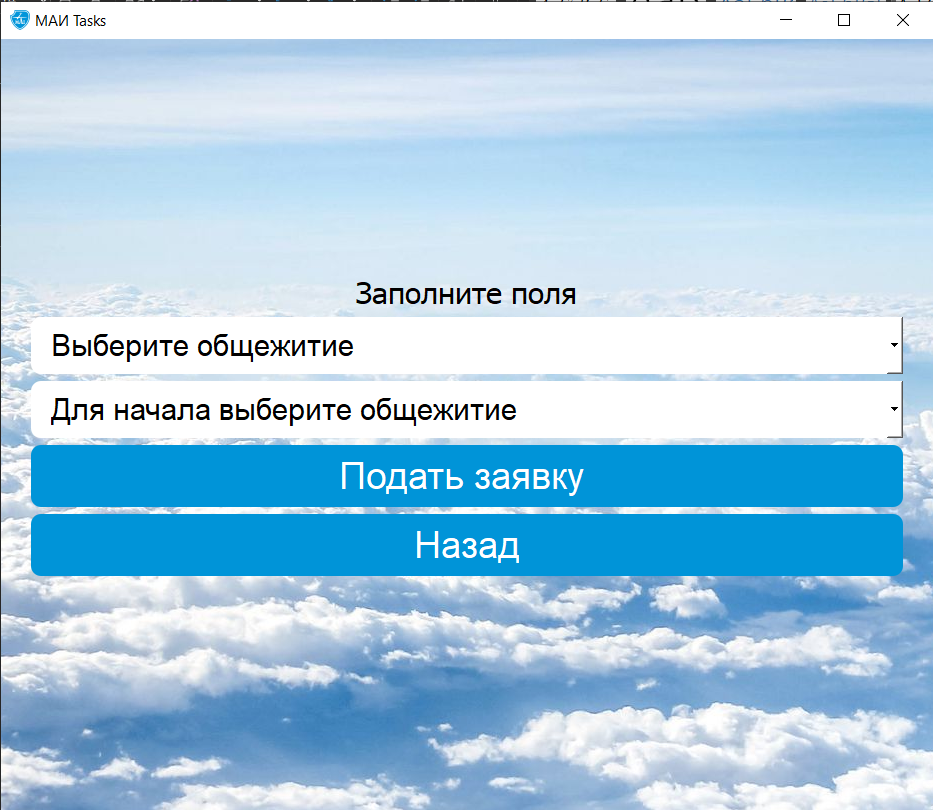 МАИ Tasks
Заполните поля
Выберите общежитие
Для начала выберите общежитие
Подать заявку
Назад